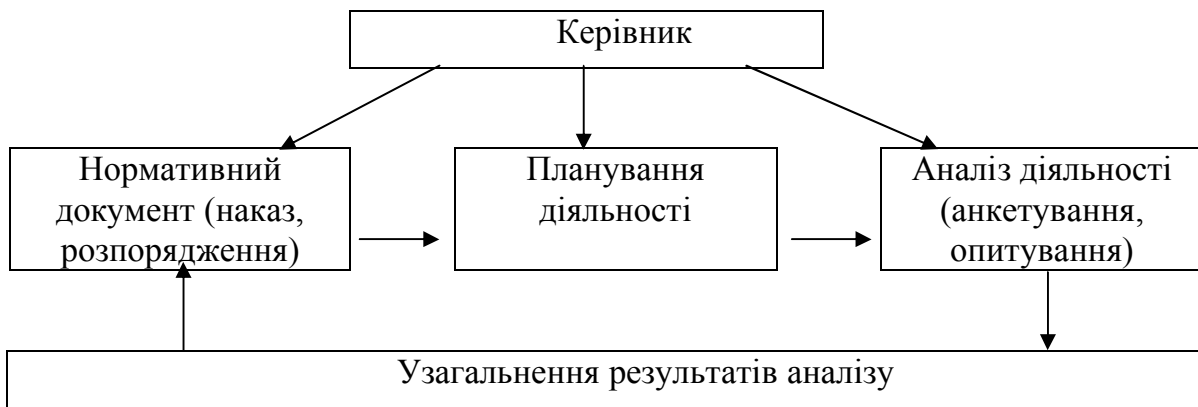 Керівник
Нормативний
документ (наказ,
розпорядження)
Планування
діяльності
Аналіз діяльності
(анкетування,
опитування)
Узагальнення результатів аналізу